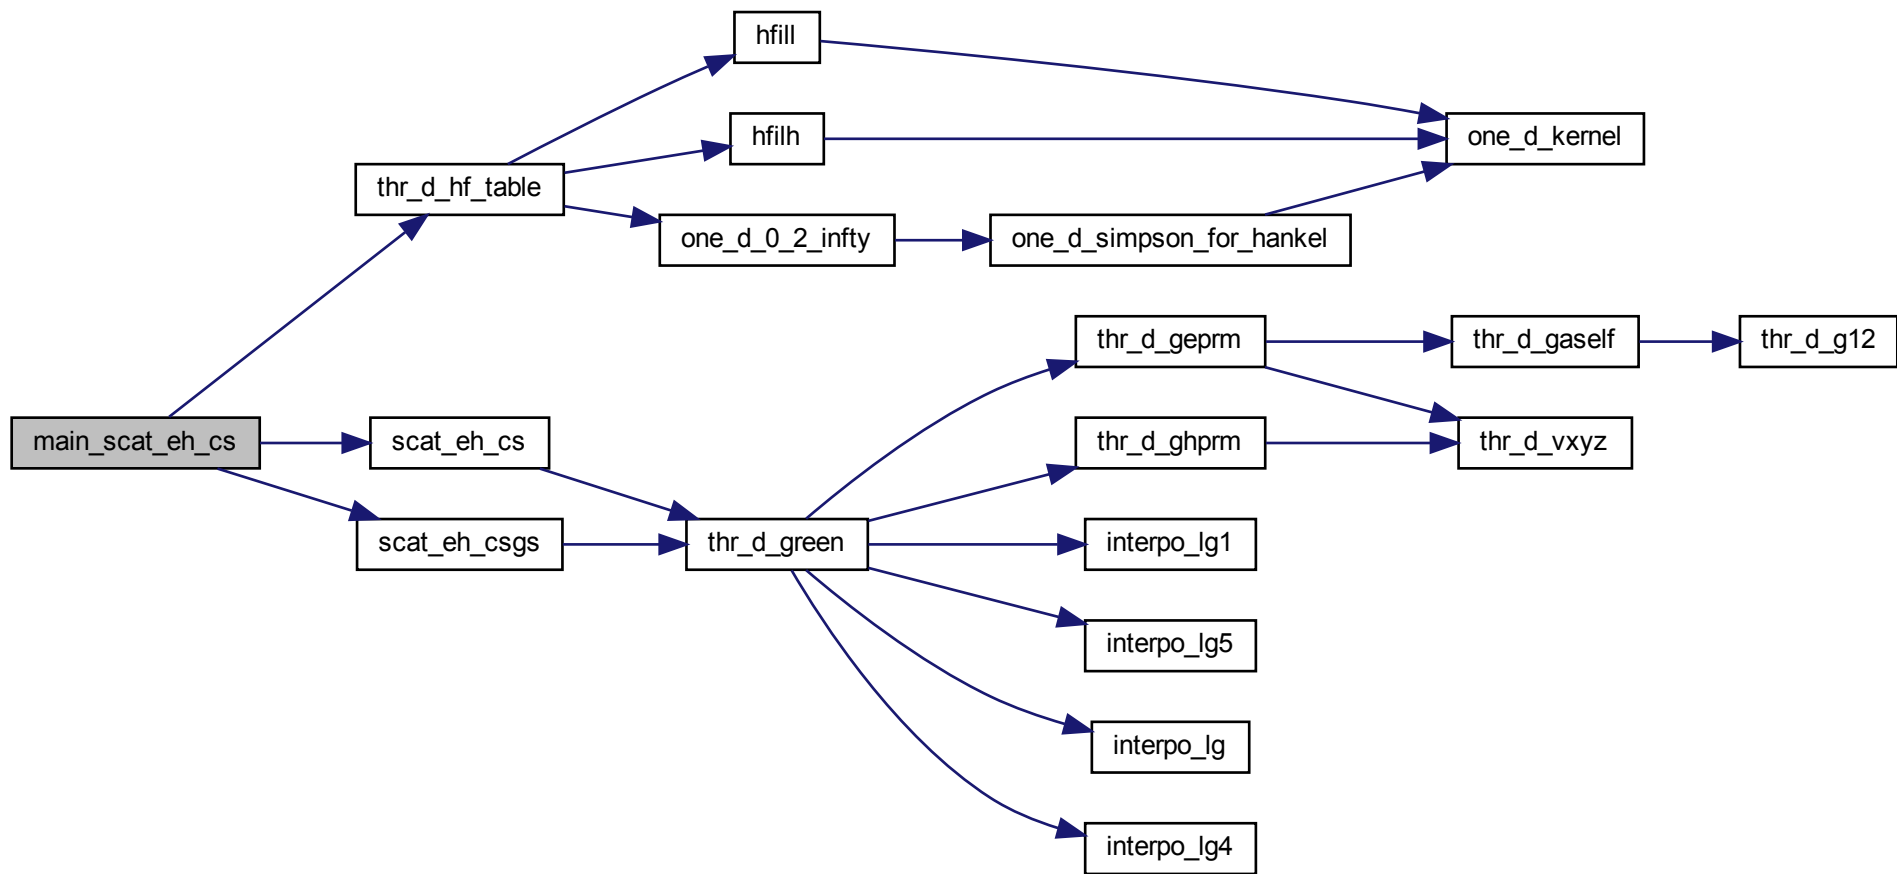 hfill
hfilh
one_d_kernel
thr_d_hf_table
one_d_0_2_infty
one_d_simpson_for_hankel
thr_d_geprm
thr_d_gaself
thr_d_g12
main_scat_eh_cs
scat_eh_cs
thr_d_ghprm
thr_d_vxyz
scat_eh_csgs
thr_d_green
interpo_lg1
interpo_lg5
interpo_lg
interpo_lg4